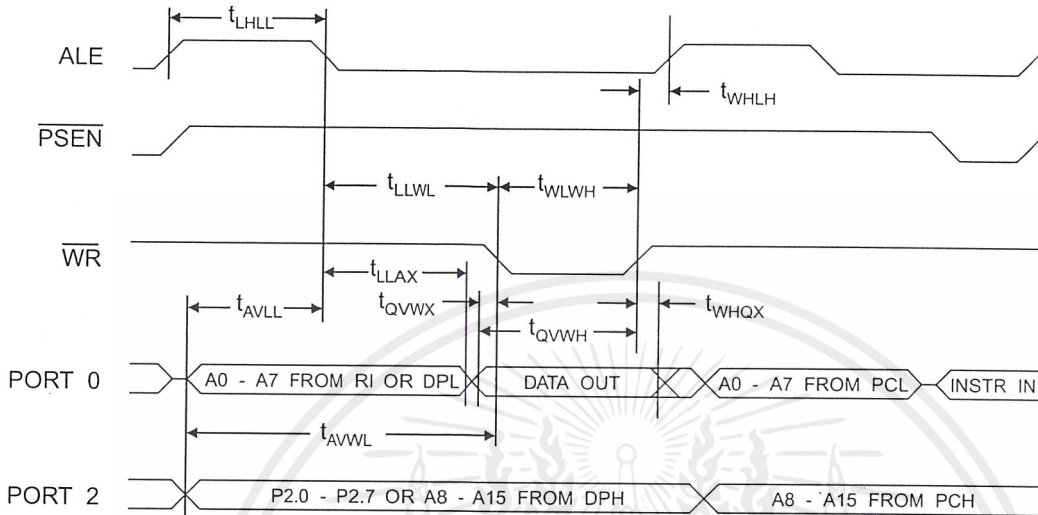 tLHLL
ALE
tWHLH
PSEN
tLLWL
tWLWH
WR
tLLAX
tAVLL
tQVWX
tWHQX
tQVWH
PORT 0
A0 - A7 FROM RI OR DPL
DATA OUT
A0 - A7 FROM PCL
INSTR IN
tAVWL
PORT 2
P2.0 - P2.7 OR A8 - A15 FROM DPH
A8 - A15 FROM PCH